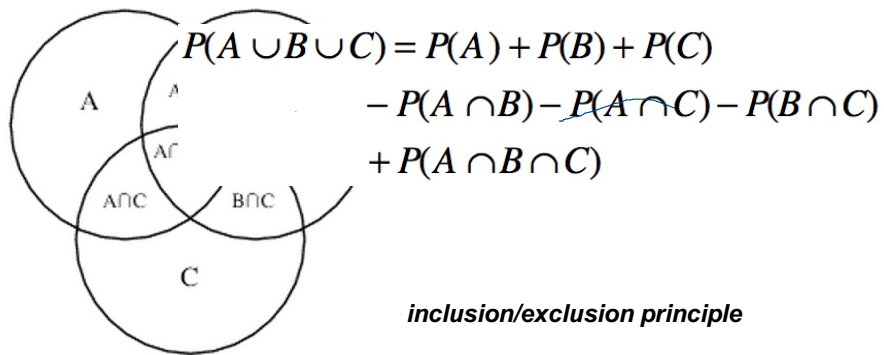 P(A ∪ B ∪ C) = P(A) + P(B) + P(C)
A
− P(A ∩ B) − P(A ∩ C) − P(B ∩ C)
+ P(A ∩ B ∩ C)
A∩C
B∩C
C
inclusion/exclusion principle